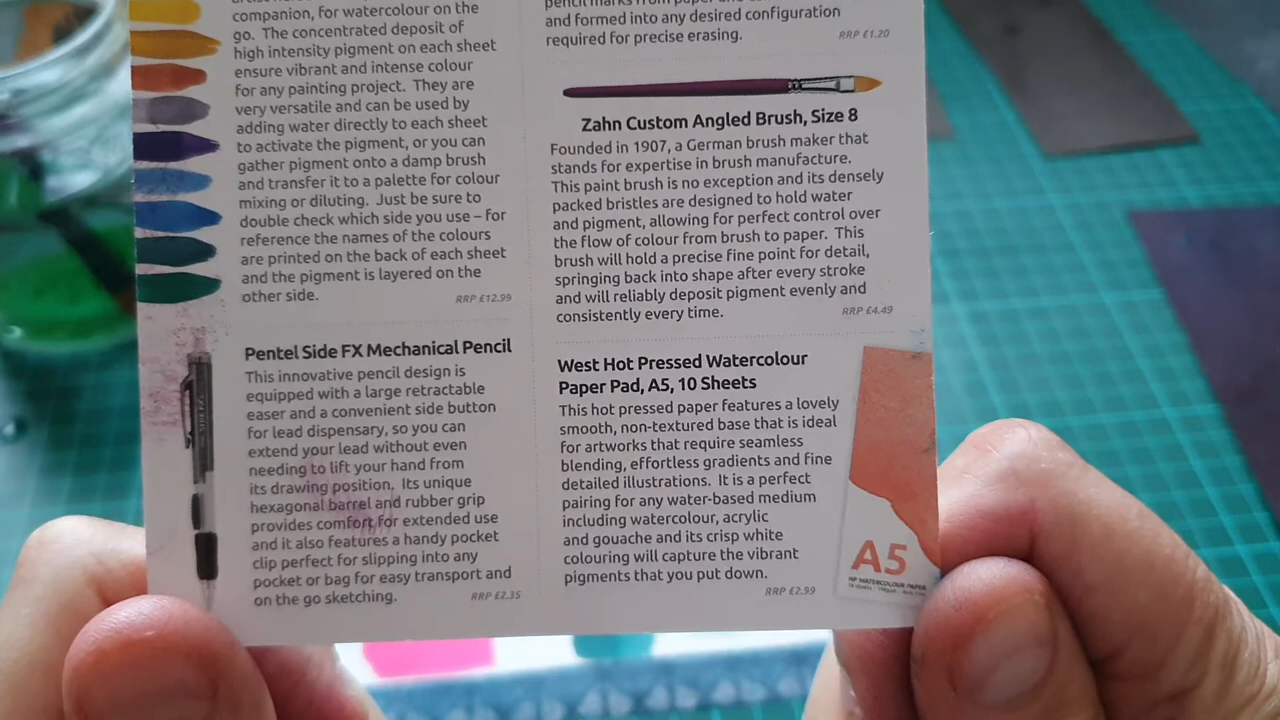 companion, for watercolour on the
go. The concentrated deposit of
high intensity pigment on each sheet
ensure vibrant and intense colour
for any painting project. They are
very versatile and can be used by
adding water directly to each sheet
to activate the pigment, or you can
gather pigment onto a damp brush
and transfer it to a palette for colour
mixing or diluting. Just be sure to
double check which side you use – for
reference the names of the colours
are printed on the back of each sheet
and the pigment is layered on the
other side.
RRP £12.99
Pentel Side FX Mechanical Pencil
This innovative pencil design is
equipped with a large retractable
easer and a convenient side button
for lead dispensary, so you can
extend your lead without even
needing to lift your hand from
its drawing position. Its unique
hexagonal barrel and rubber grip
provides comfort for extended use
and it also features a handy pocket
clip perfect for slipping into any
pocket or bag for easy transport and
on the go sketching.
RRP £2.35
pencil marks from paper and
and formed into any desired configuration
required for precise erasing.
RRP £1.20
Zahn Custom Angled Brush, Size 8
Founded in 1907, a German brush maker that
stands for expertise in brush manufacture.
This paint brush is no exception and its densely
packed bristles are designed to hold water
and pigment, allowing for perfect control over
the flow of colour from brush to paper. This
brush will hold a precise fine point for detail,
springing back into shape after every stroke
and will reliably deposit pigment evenly and
consistently every time.
RRP £4.49
West Hot Pressed Watercolour
Paper Pad, A5, 10 Sheets
This hot pressed paper features a lovely
smooth, non-textured base that is ideal
for artworks that require seamless
blending, effortless gradients and fine
detailed illustrations. It is a perfect
pairing for any water-based medium
including watercolour, acrylic
and gouache and its crisp white
colouring will capture the vibrant
pigments that you put down.
RRP £2.99
A5
HP WATERCOLOUR PAPER